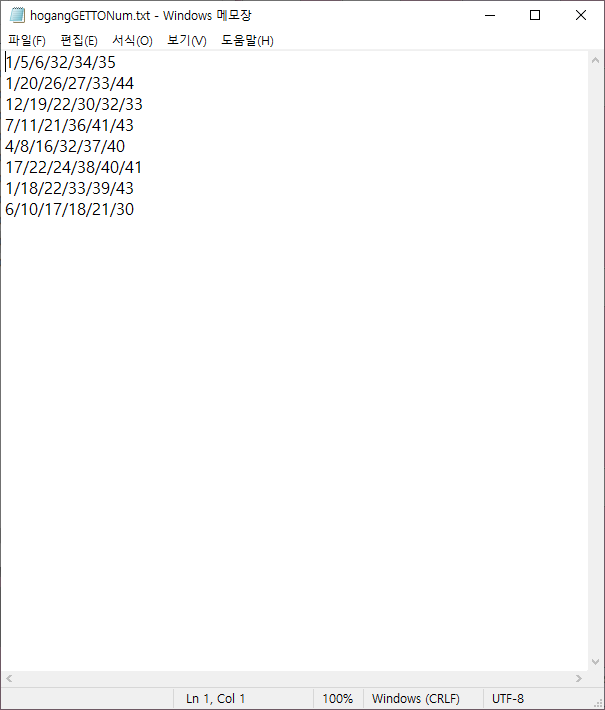 hogangGETTONum.txt - Windows 메모장
파일(F) 편집(E) 서식(O) 보기(V) 도움말(H)
1/5/6/32/34/35
1/20/26/27/33/44
12/19/22/30/32/33
7/11/21/36/41/43
4/8/16/32/37/40
17/22/24/38/40/41
1/18/22/33/39/43
6/10/17/18/21/30
Ln 1, Col 1 100% Windows (CRLF) UTF-8